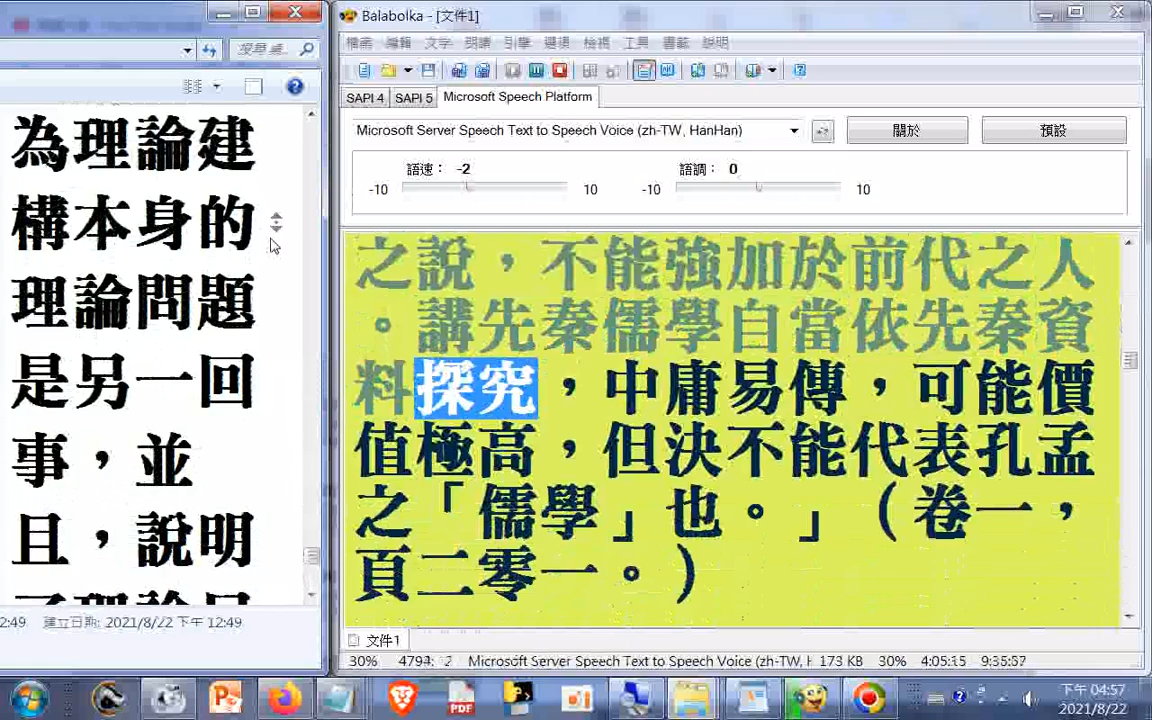 搜尋 桌...
為理論建
構本身的
理論問題
是另一回
事，並
且，說明
:49 建立日期: 2021/8/22 下午 12:49
Balabolka - [文件1]
檔案 編輯 文字 朗讀 引擎 選項 檢視 工具 書籤 說明
SAPI 4 SAPI 5 Microsoft Speech Platform
Microsoft Server Speech Text to Speech Voice (zh-TW, HanHan) 關於 預設
語速： -2 語調： 0
-10 10 -10 10
之說，不能強加於前代之人
。講先秦儒學自當依先秦資
料探究，中庸易傳，可能價
值極高，但決不能代表孔孟
之「儒學」也。」（卷一，
頁二零一。）
文件1
30% 4794: 2 Microsoft Server Speech Text to Speech Voice (zh-TW, H 173 KB 30% 4:05:15 9:35:57
PDF
下午 04:57
2021/8/22